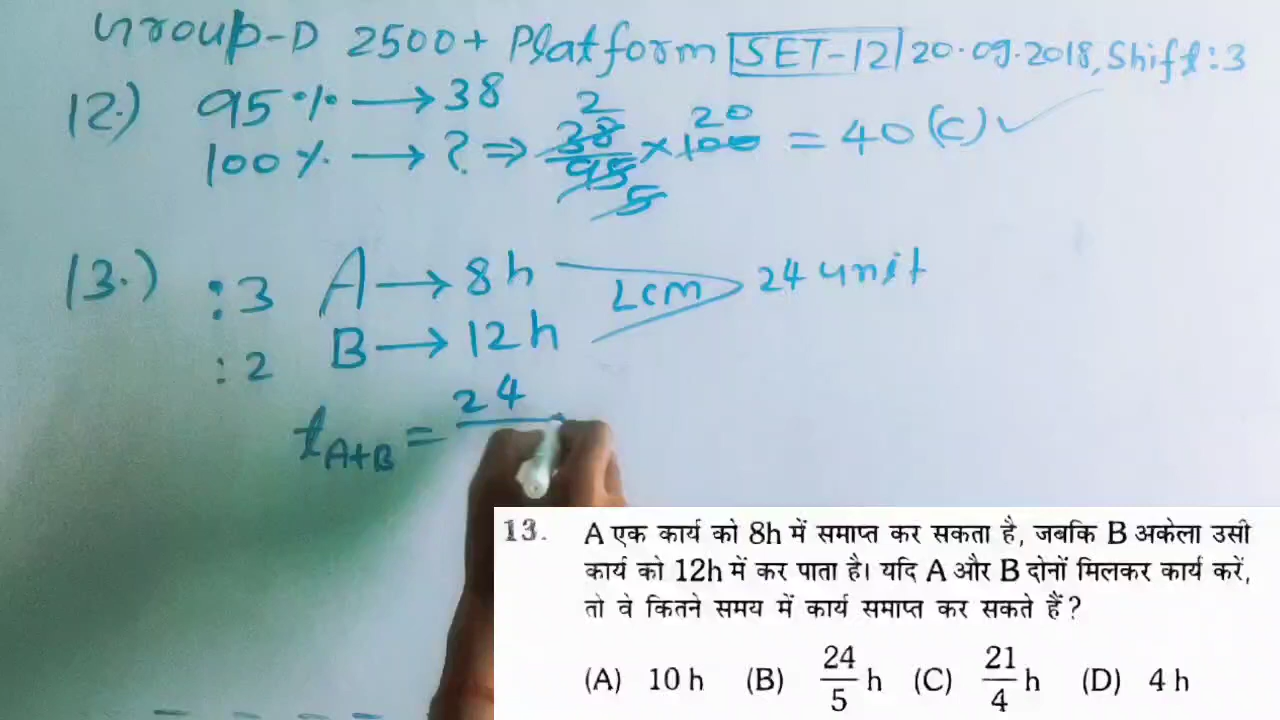 Group-D 2500+ Platform SET-12 20.09.2018, Shift:3
12.) 95% → 38
100% → ? ⇒ 38/95 × 100 = 40 (C) ✓
2 20
5
13.) :3 A → 8h
LCM 24 unit
:2 B → 12h
t A+B = 24
13. A एक कार्य को 8h में समाप्त कर सकता है, जबकि B अकेला उसी
कार्य को 12h में कर पाता है। यदि A और B दोनों मिलकर कार्य करें,
तो वे कितने समय में कार्य समाप्त कर सकते हैं?
(A) 10 h (B) 24/5 h (C) 21/4 h (D) 4 h